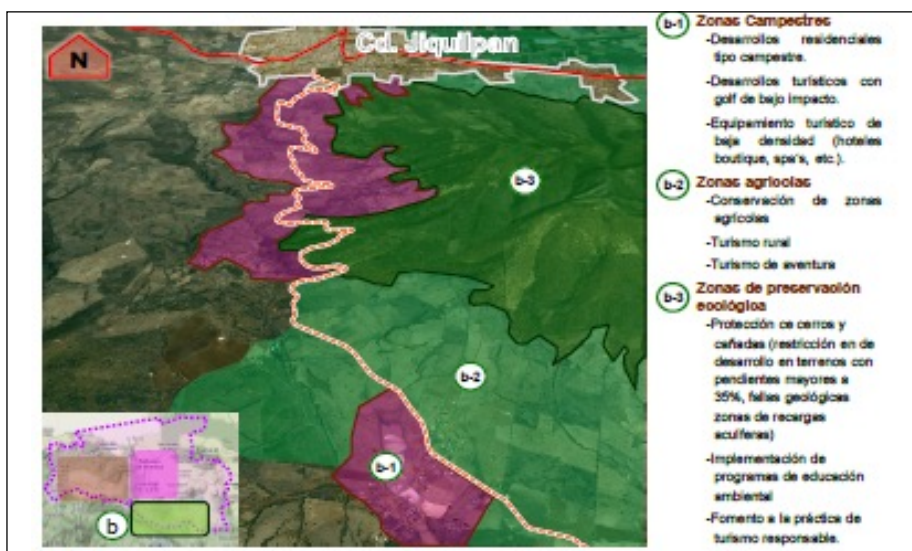 N
Cd. Jiquilpan
b-3
b-2
b-1
b
b-1 Zonas Campestres
-Desarrollos residenciales
tipo campestre.
-Desarrollos turísticos con
golf de bajo impacto.
-Equipamiento turístico de
baja densidad (hoteles
boutique, spa's, etc.).
b-2 Zonas agrícolas
-Conservación de zonas
agrícolas
-Turismo rural
-Turismo de aventura
b-3 Zonas de preservación
ecológica
-Protección de cerros y
cañadas (restricción en de
desarrollo en terrenos con
pendientes mayores a
35%, fallas geológicas
zonas de recargas
acuíferas)
-Implementación de
programas de educación
ambiental
-Fomento a la práctica de
turismo responsable.